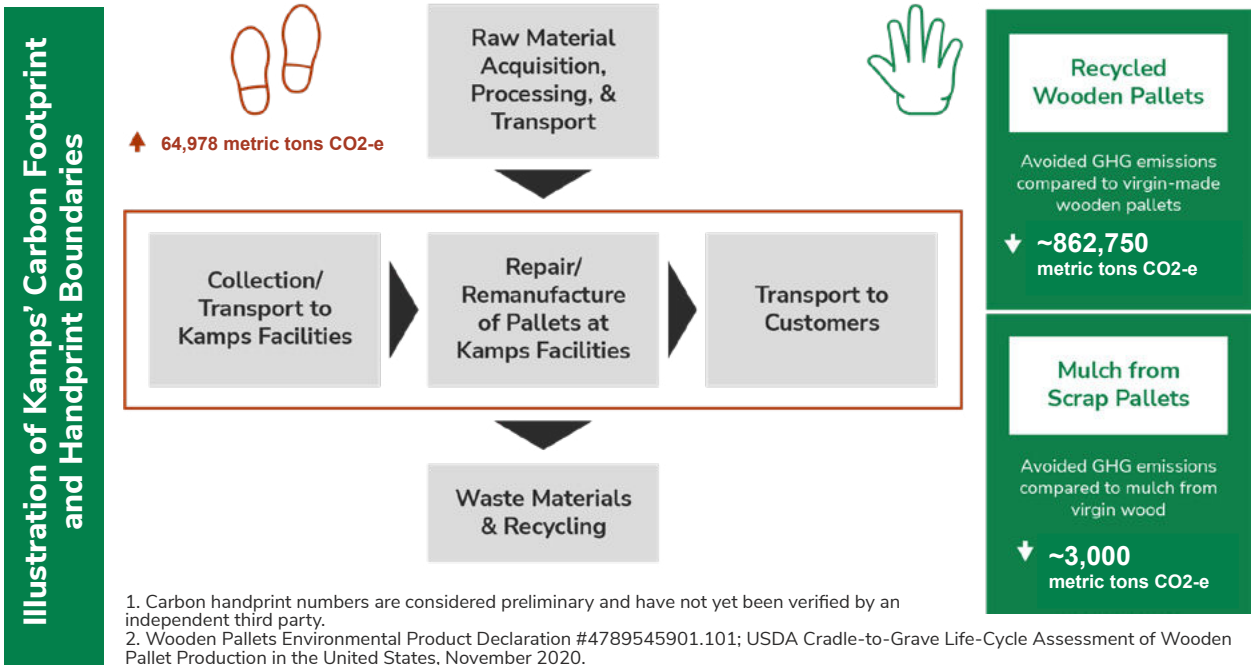 Illustration of Kamps' Carbon Footprint
and Handprint Boundaries
64,978 metric tons CO2-e
Raw Material
Acquisition,
Processing, &
Transport
Collection/
Transport to
Kamps Facilities
Repair/
Remanufacture
of Pallets at
Kamps Facilities
Transport to
Customers
Waste Materials
& Recycling
Recycled
Wooden Pallets
Avoided GHG emissions
compared to virgin-made
wooden pallets
~862,750
metric tons CO2-e
Mulch from
Scrap Pallets
Avoided GHG emissions
compared to mulch from
virgin wood
~3,000
metric tons CO2-e
1. Carbon handprint numbers are considered preliminary and have not yet been verified by an
independent third party.
2. Wooden Pallets Environmental Product Declaration #4789545901.101; USDA Cradle-to-Grave Life-Cycle Assessment of Wooden
Pallet Production in the United States, November 2020.